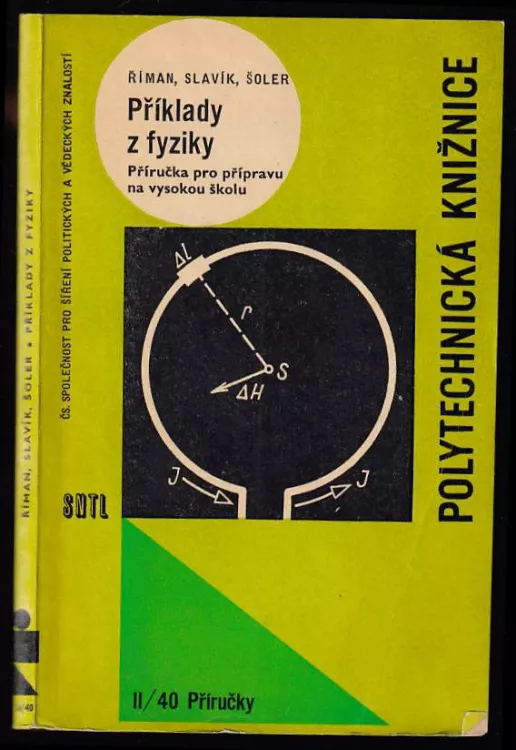 ŘÍMAN, SLAVÍK, ŠOLER
Příklady
z fyziky
Příručka pro přípravu
na vysokou školu
POLYTECHNICKÁ KNIŽNICE
ČS. SPOLEČNOST PRO ŠÍŘENÍ POLITICKÝCH A VĚDECKÝCH ZNALOSTÍ
ŘÍMAN, SLAVÍK, ŠOLER • PŘÍKLADY Z FYZIKY
Δl
r
S
ΔH
J
J
SNTL
II/40 Příručky